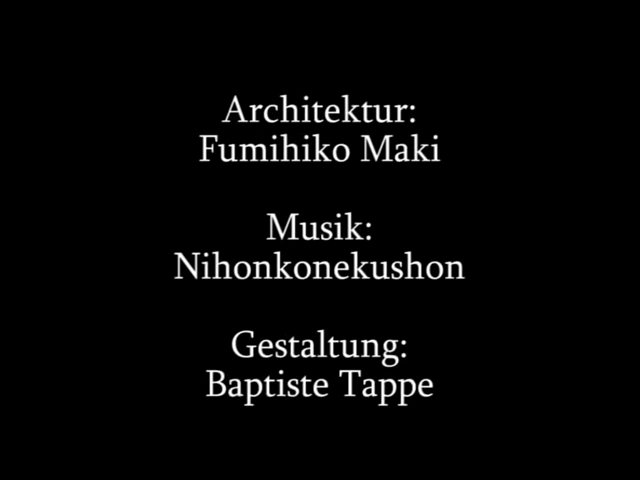 Architektur:
Fumihiko Maki
Musik:
Nihonkonekushon
Gestaltung:
Baptiste Tappe